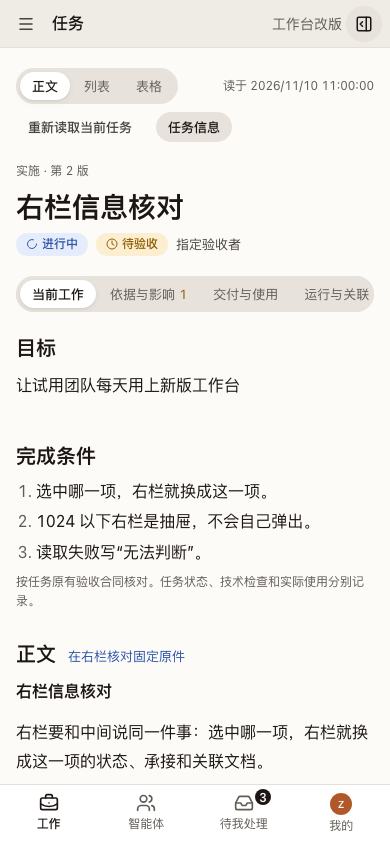 任务 工作台改版
正文 列表 表格 读于 2026/11/10 11:00:00
重新读取当前任务 任务信息
实施 · 第 2 版
右栏信息核对
进行中 待验收 指定验收者
当前工作 依据与影响 1 交付与使用 运行与关联
目标
让试用团队每天用上新版工作台
完成条件
1. 选中哪一项，右栏就换成这一项。
2. 1024 以下右栏是抽屉，不会自己弹出。
3. 读取失败写“无法判断”。
按任务原有验收合同核对。任务状态、技术检查和实际使用分别记
录。
正文 在右栏核对固定原件
右栏信息核对
右栏要和中间说同一件事：选中哪一项，右栏就换
成这一项的状态、承接和关联文档。
3 z
工作 智能体 待我处理 我的